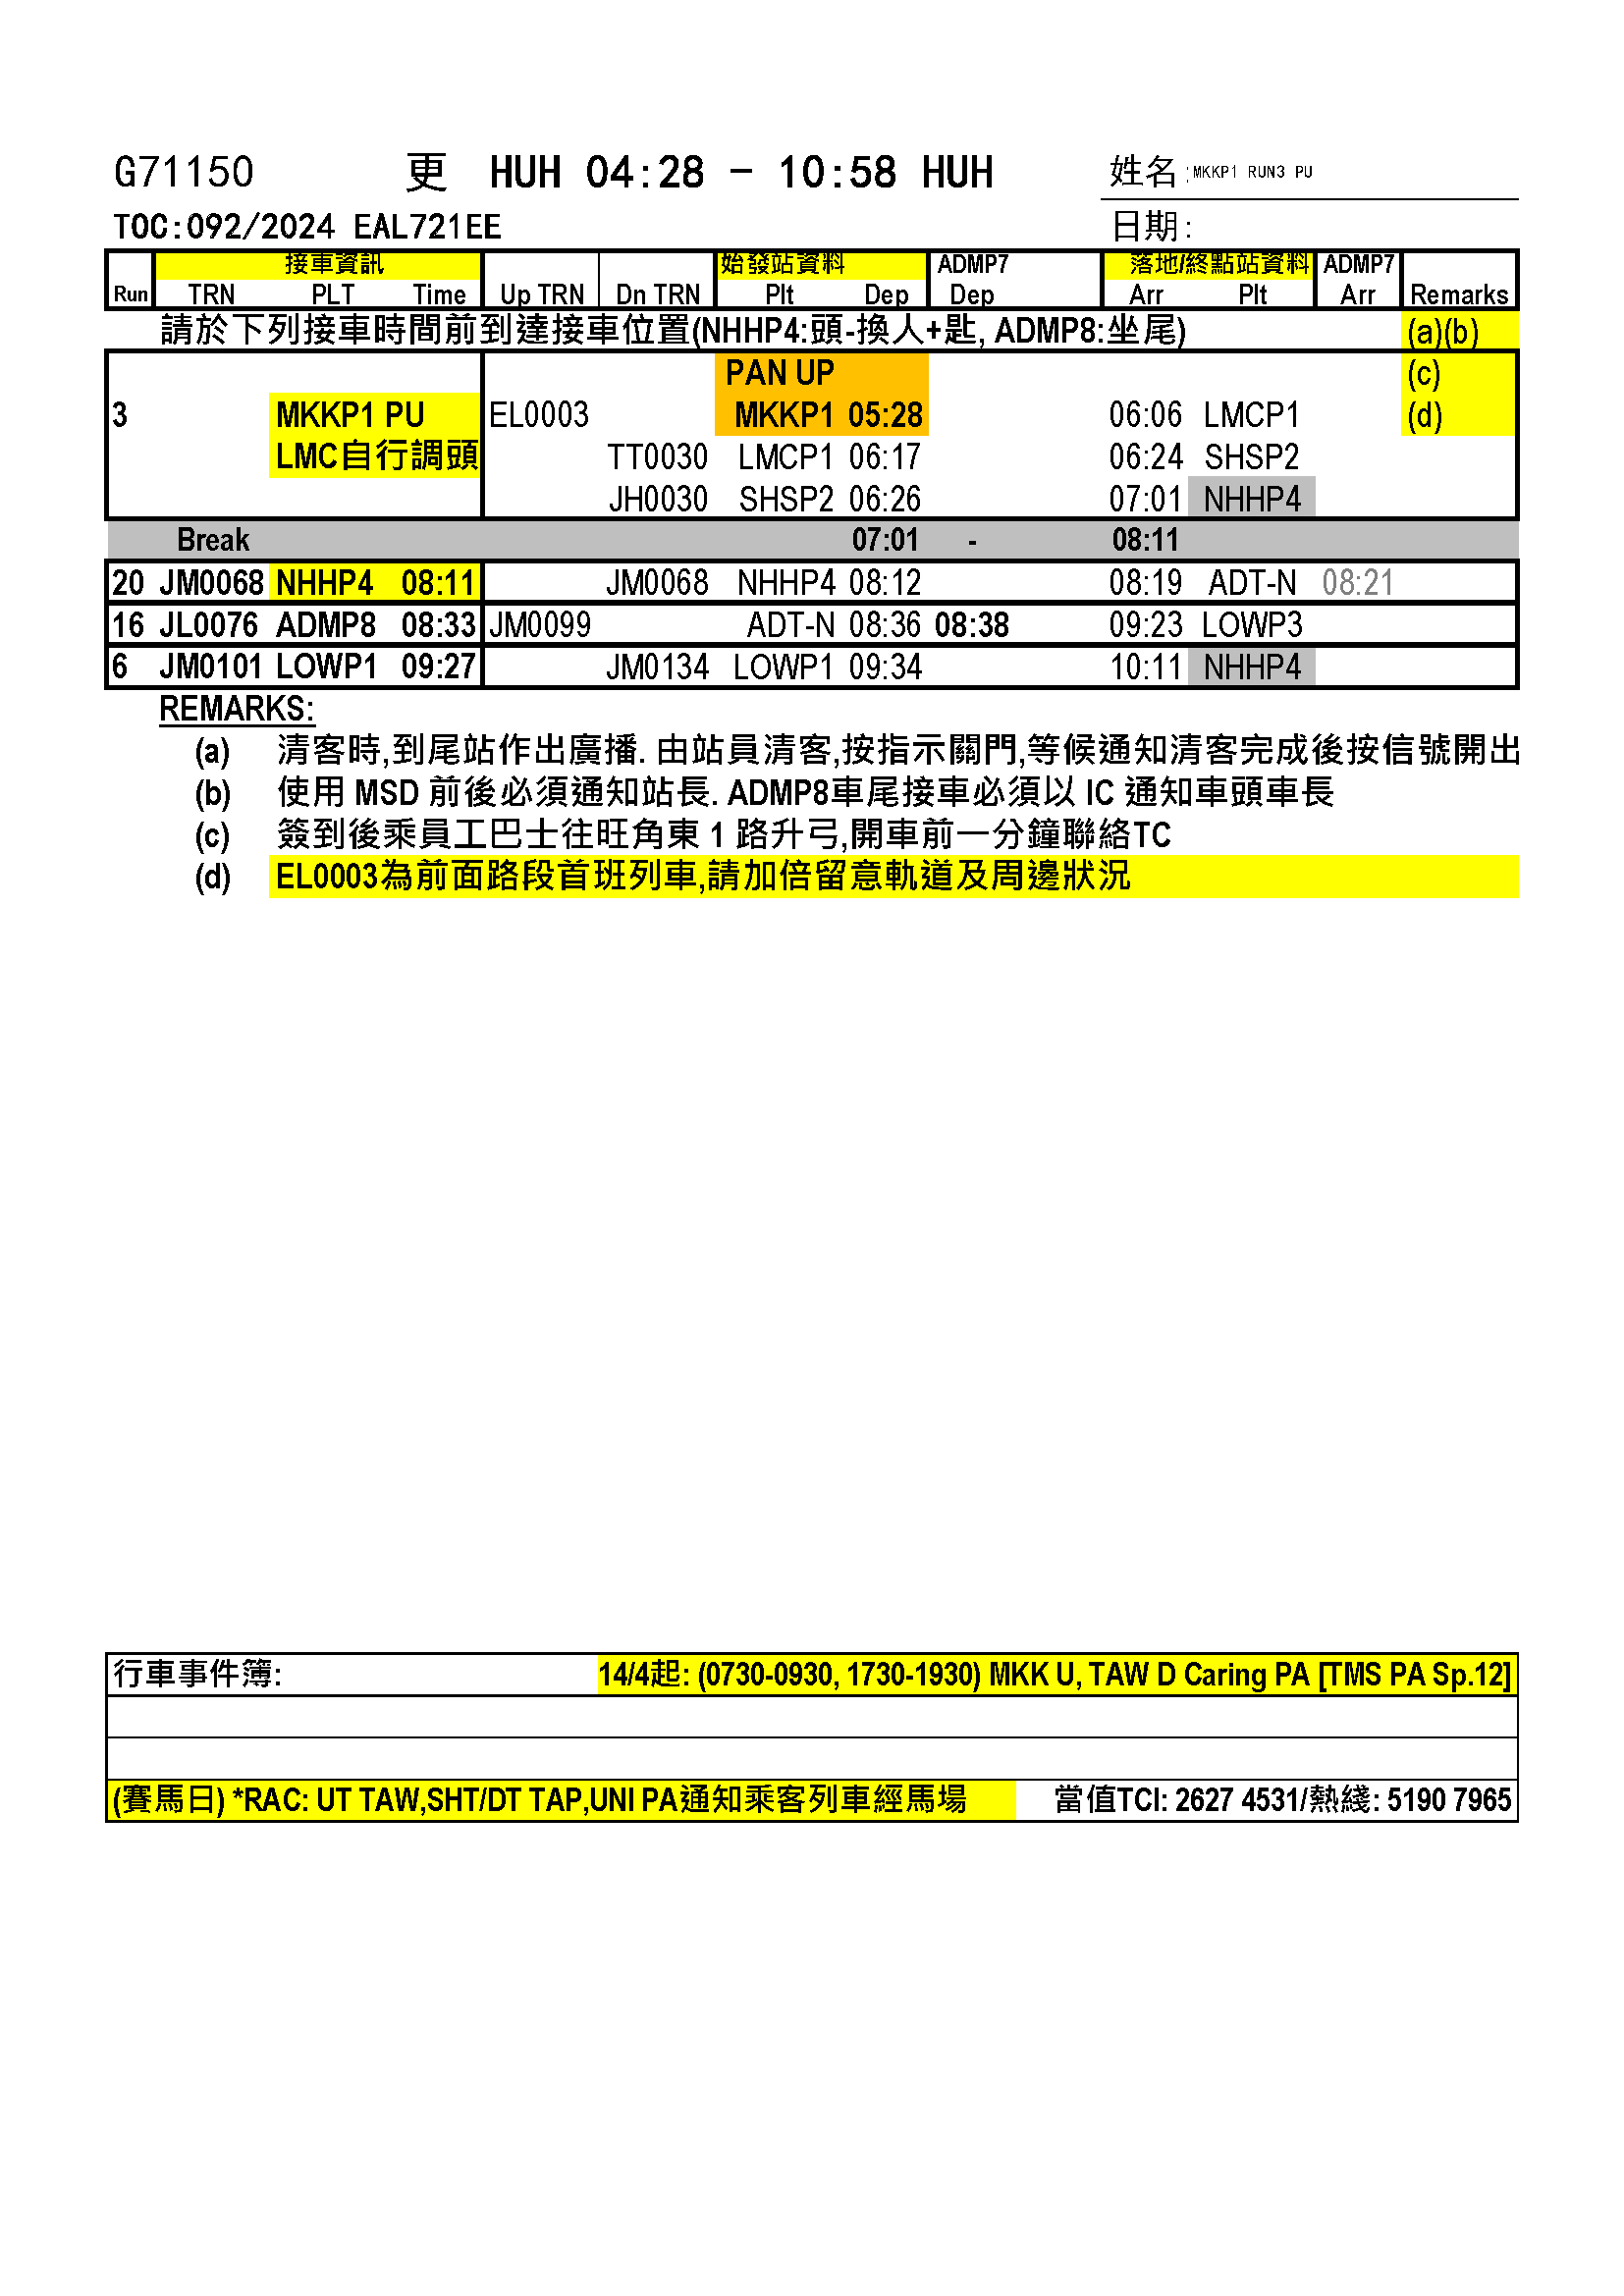 G71150 更 HUH 04:28 - 10:58 HUH 姓名:MKKP1 RUN3 PU
TOC:092/2024 EAL721EE 日期:
接車資訊 始發站資料 ADMP7 落地/終點站資料 ADMP7
Run TRN PLT Time Up TRN Dn TRN Plt Dep Dep Arr Plt Arr Remarks
請於下列接車時間前到達接車位置(NHHP4:頭-換人+匙, ADMP8:坐尾) (a)(b)
PAN UP (c)
3 MKKP1 PU EL0003 MKKP1 05:28 06:06 LMCP1 (d)
LMC自行調頭 TT0030 LMCP1 06:17 06:24 SHSP2
JH0030 SHSP2 06:26 07:01 NHHP4
Break 07:01 - 08:11
20 JM0068 NHHP4 08:11 JM0068 NHHP4 08:12 08:19 ADT-N 08:21
16 JL0076 ADMP8 08:33 JM0099 ADT-N 08:36 08:38 09:23 LOWP3
6 JM0101 LOWP1 09:27 JM0134 LOWP1 09:34 10:11 NHHP4
REMARKS:
(a) 清客時,到尾站作出廣播. 由站員清客,按指示關門,等候通知清客完成後按信號開出
(b) 使用 MSD 前後必須通知站長. ADMP8車尾接車必須以 IC 通知車頭車長
(c) 簽到後乘員工巴士往旺角東 1 路升弓,開車前一分鐘聯絡TC
(d) EL0003為前面路段首班列車,請加倍留意軌道及周邊狀況
行車事件簿: 14/4起: (0730-0930, 1730-1930) MKK U, TAW D Caring PA [TMS PA Sp.12]
(賽馬日) *RAC: UT TAW,SHT/DT TAP,UNI PA通知乘客列車經馬場 當值TCI: 2627 4531/熱綫: 5190 7965